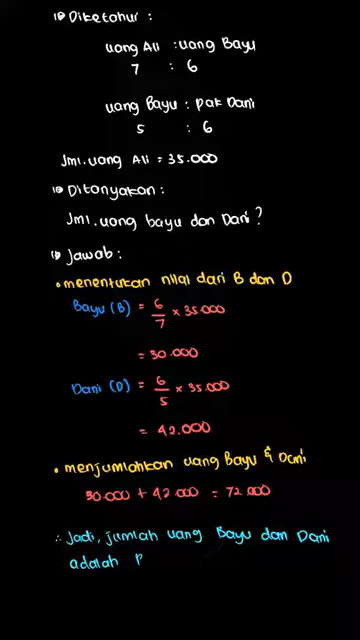 Diketahui :
uang Ali : uang Bayu
7 : 6
uang Bayu : pak Dani
5 : 6
Jml. uang Ali = 35.000
Ditanyakan :
Jml. uang bayu dan Dani ?
Jawab :
• menentukan nilai dari B dan D
Bayu (B) = 6/7 x 35.000
= 30.000
Dani (D) = 6/5 x 35.000
= 42.000
• menjumlahkan uang Bayu & Dani
30.000 + 42.000 = 72.000
∴ Jadi, jumlah uang Bayu dan Dani
adalah